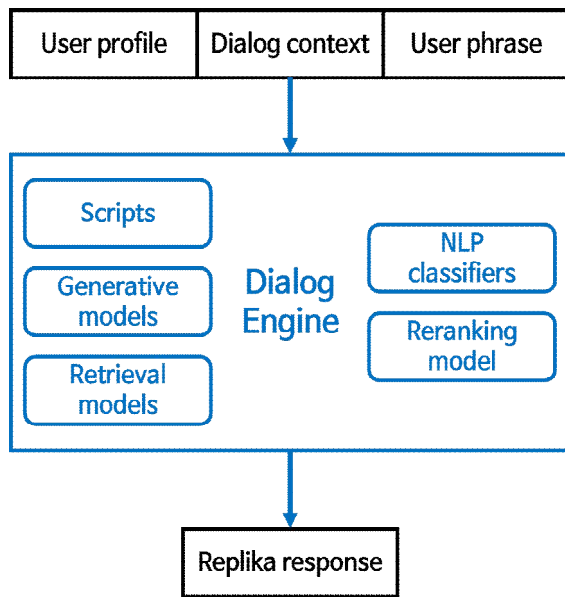 User profile
Dialog context
User phrase
Scripts
Generative
models
Retrieval
models
Dialog
Engine
NLP
classifiers
Reranking
model
Replika response